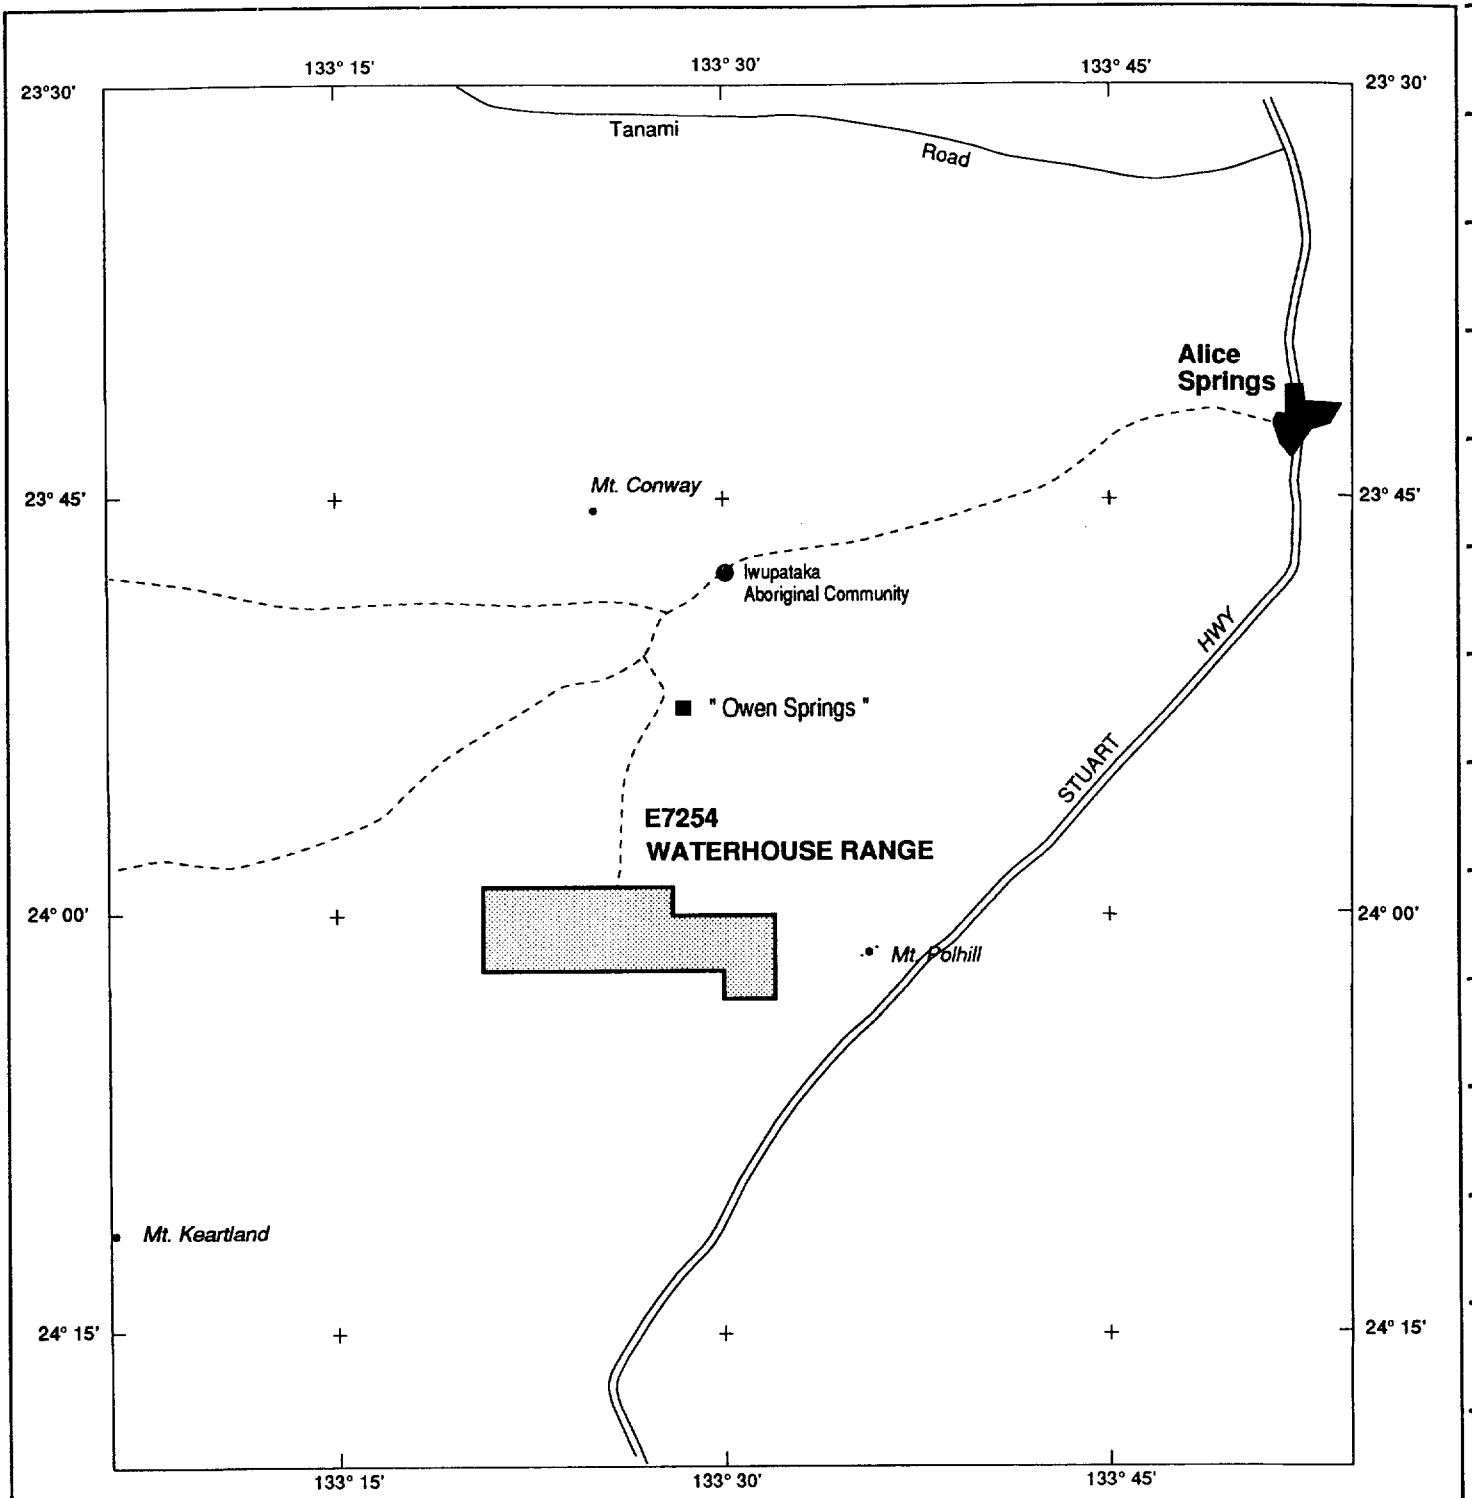 133° 15'
133° 30'
133° 45'
23°30'
23° 30'
Tanami
Road
Alice
Springs
Mt. Conway
23° 45'
23° 45'
Iwupataka
Aboriginal Community
HWY
" Owen Springs "
STUART
E7254
WATERHOUSE RANGE
24° 00'
24° 00'
Mt. Polhill
Mt. Keartland
24° 15'
24° 15'
133° 15'
133° 30'
133° 45'